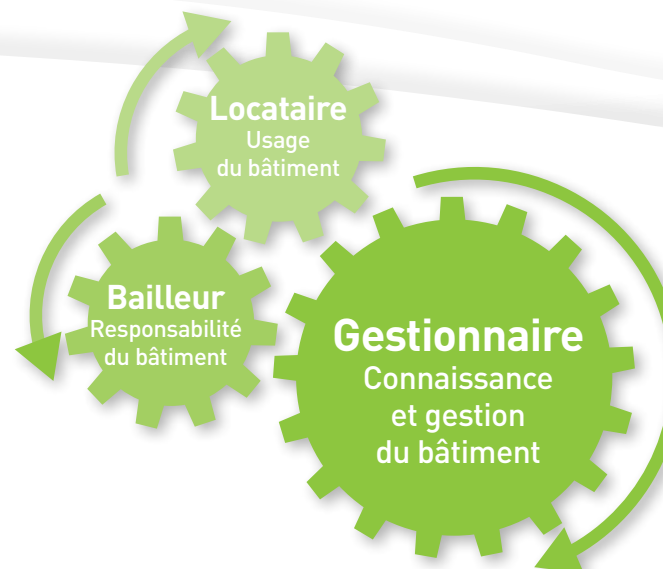 Locataire
Usage
du bâtiment
Bailleur
Responsabilité
du bâtiment
Gestionnaire
Connaissance
et gestion
du bâtiment